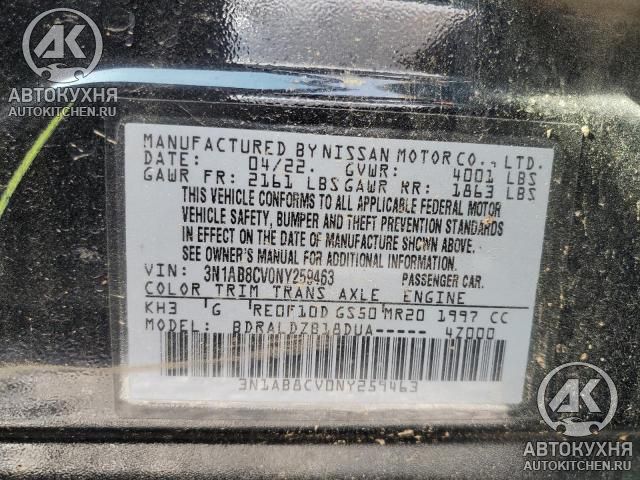 AK
АВТОКУХНЯ
AUTOKITCHEN.RU
MANUFACTURED BY NISSAN MOTOR CO., LTD.
DATE: 04/22. GVWR: 4001 LBS
GAWR FR: 2161 LBS GAWR RR: 1863 LBS
THIS VEHICLE CONFORMS TO ALL APPLICABLE FEDERAL MOTOR
VEHICLE SAFETY, BUMPER AND THEFT PREVENTION STANDARDS
IN EFFECT ON THE DATE OF MANUFACTURE SHOWN ABOVE.
SEE OWNER'S MANUAL FOR ADDITIONAL INFORMATION.
VIN: 3N1AB8CV0NY259463 PASSENGER CAR.
COLOR TRIM TRANS AXLE ENGINE
KH3 G RE0F10D GS50 MR20 1997 CC
MODEL: BDRALDZB18DUA- 4Z000
3N1AB8CV0NY259463
AK
АВТОКУХНЯ
AUTOKITCHEN.RU